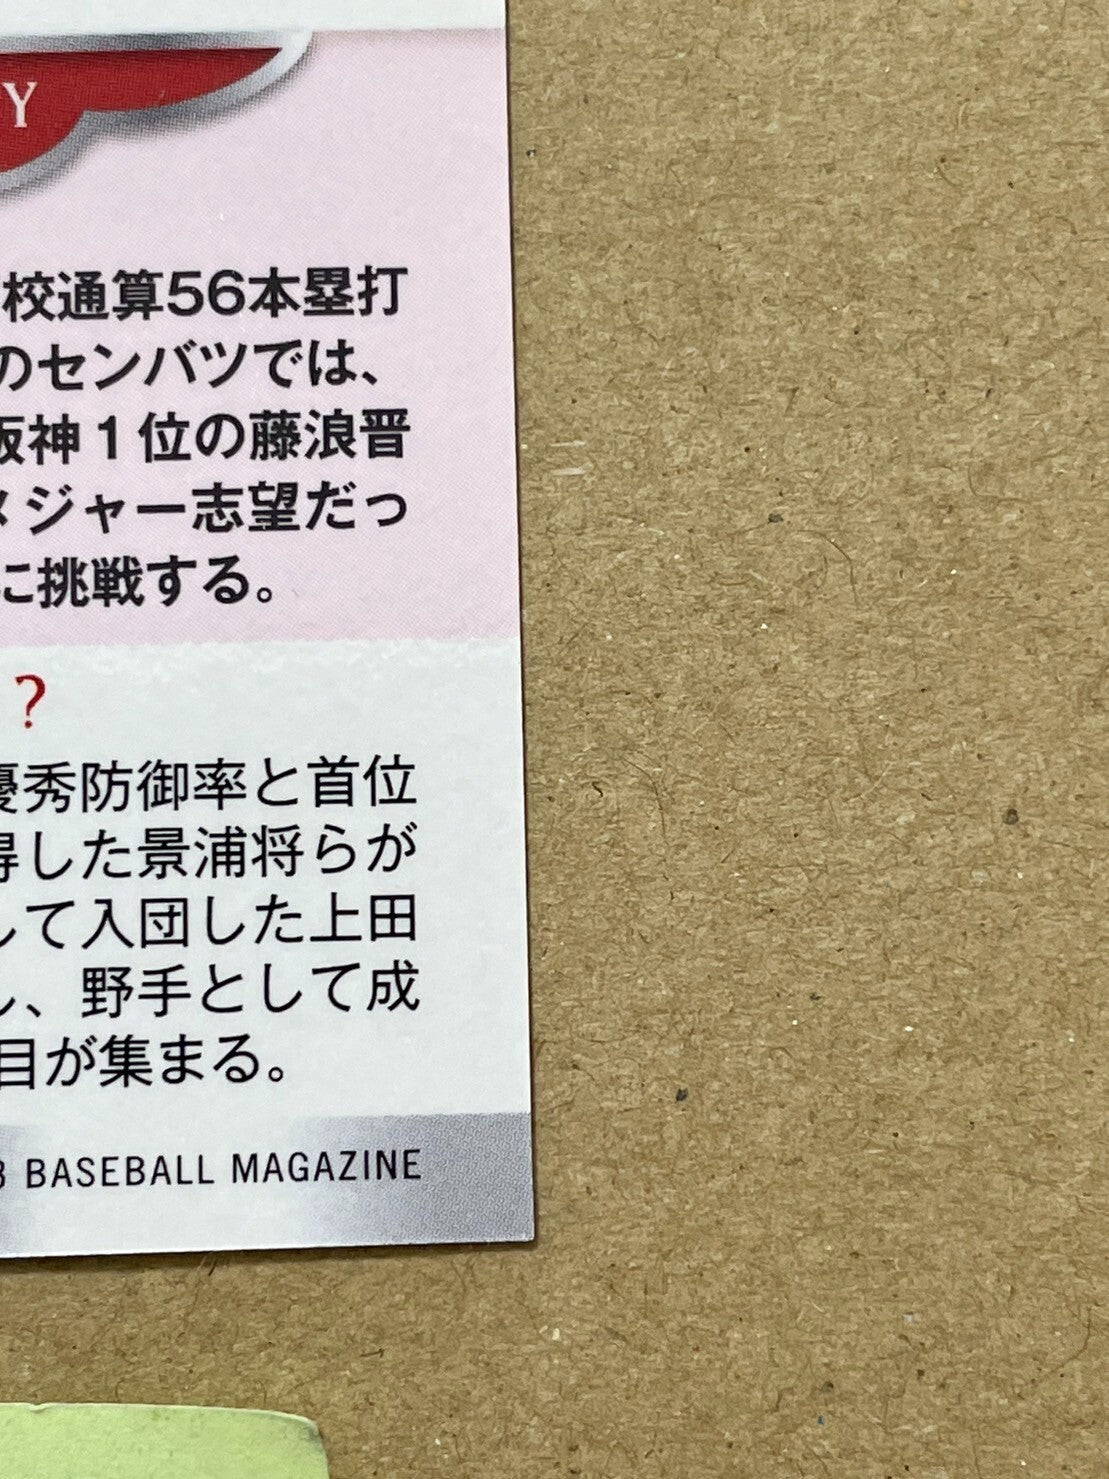 Y
校通算56本塁打
のセンバツでは、
阪神1位の藤浪晋
メジャー志望だっ
に挑戦する。
?
優秀防御率と首位
得した景浦将らが
して入団した上田
し、野手として成
目が集まる。
3 BASEBALL MAGAZINE